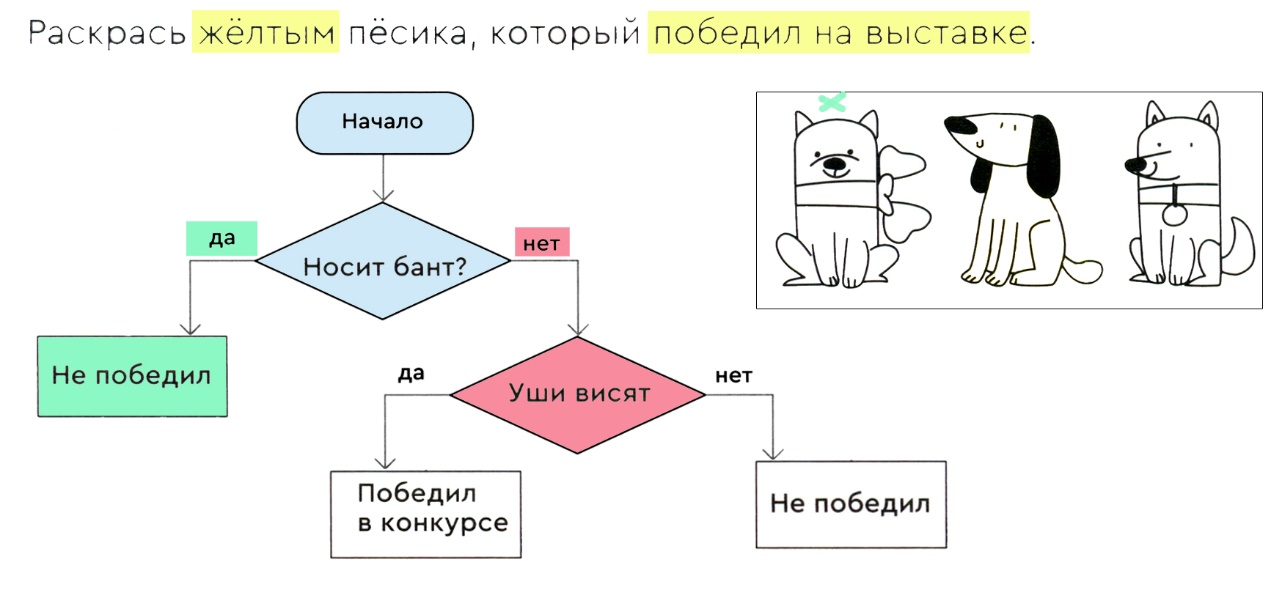 Раскрась жёлтым пёсика, который победил на выставке.
Начало
да
нет
Носит бант?
Не победил
да
нет
Уши висят
Победил
в конкурсе
Не победил